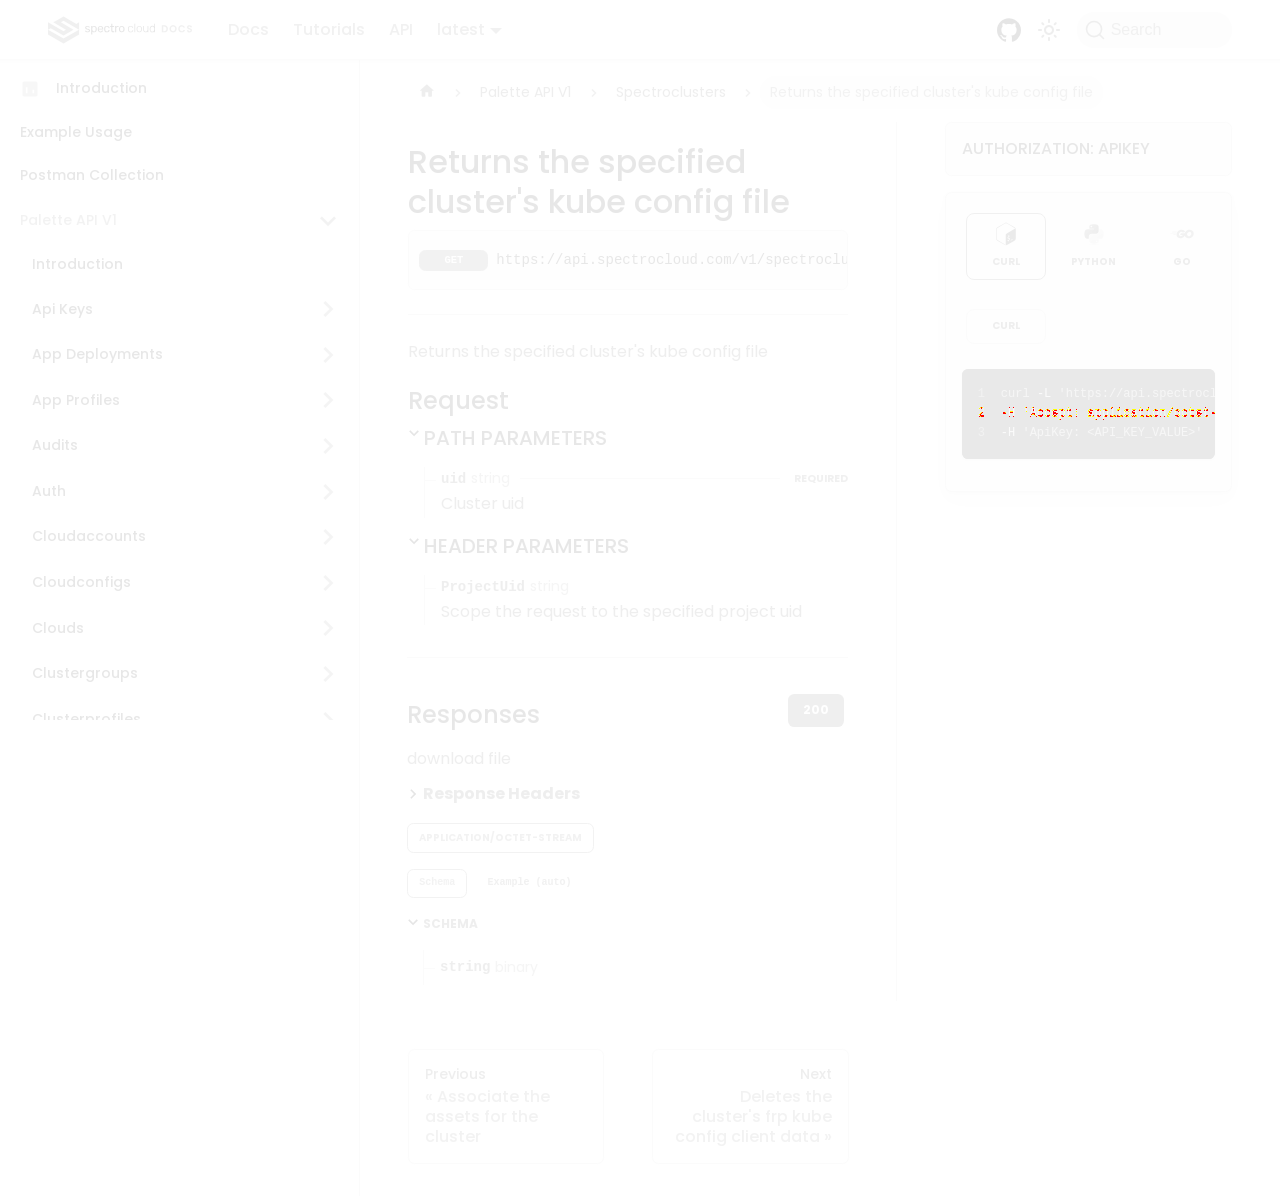 spectro cloud DOCS
Docs
Tutorials
API
latest
Search
Introduction
Example Usage
Postman Collection
Palette API V1
Introduction
Api Keys
App Deployments
App Profiles
Audits
Auth
Cloudaccounts
Cloudconfigs
Clouds
Clustergroups
Clusterprofiles
Palette API V1
Spectroclusters
Returns the specified cluster's kube config file
Returns the specified
cluster's kube config file
GET https://api.spectrocloud.com/v1/spectroclu
Returns the specified cluster's kube config file
Request
PATH PARAMETERS
uid string REQUIRED
Cluster uid
HEADER PARAMETERS
ProjectUid string
Scope the request to the specified project uid
Responses
200
download file
Response Headers
APPLICATION/OCTET-STREAM
Schema
Example (auto)
SCHEMA
string binary
Previous
« Associate the
assets for the
cluster
Next
Deletes the
cluster's frp kube
config client data »
AUTHORIZATION: APIKEY
CURL
PYTHON
GO
CURL
1 curl -L 'https://api.spectrocl
2 -H 'Accept: application/octet-
3 -H 'ApiKey: <API_KEY_VALUE>'